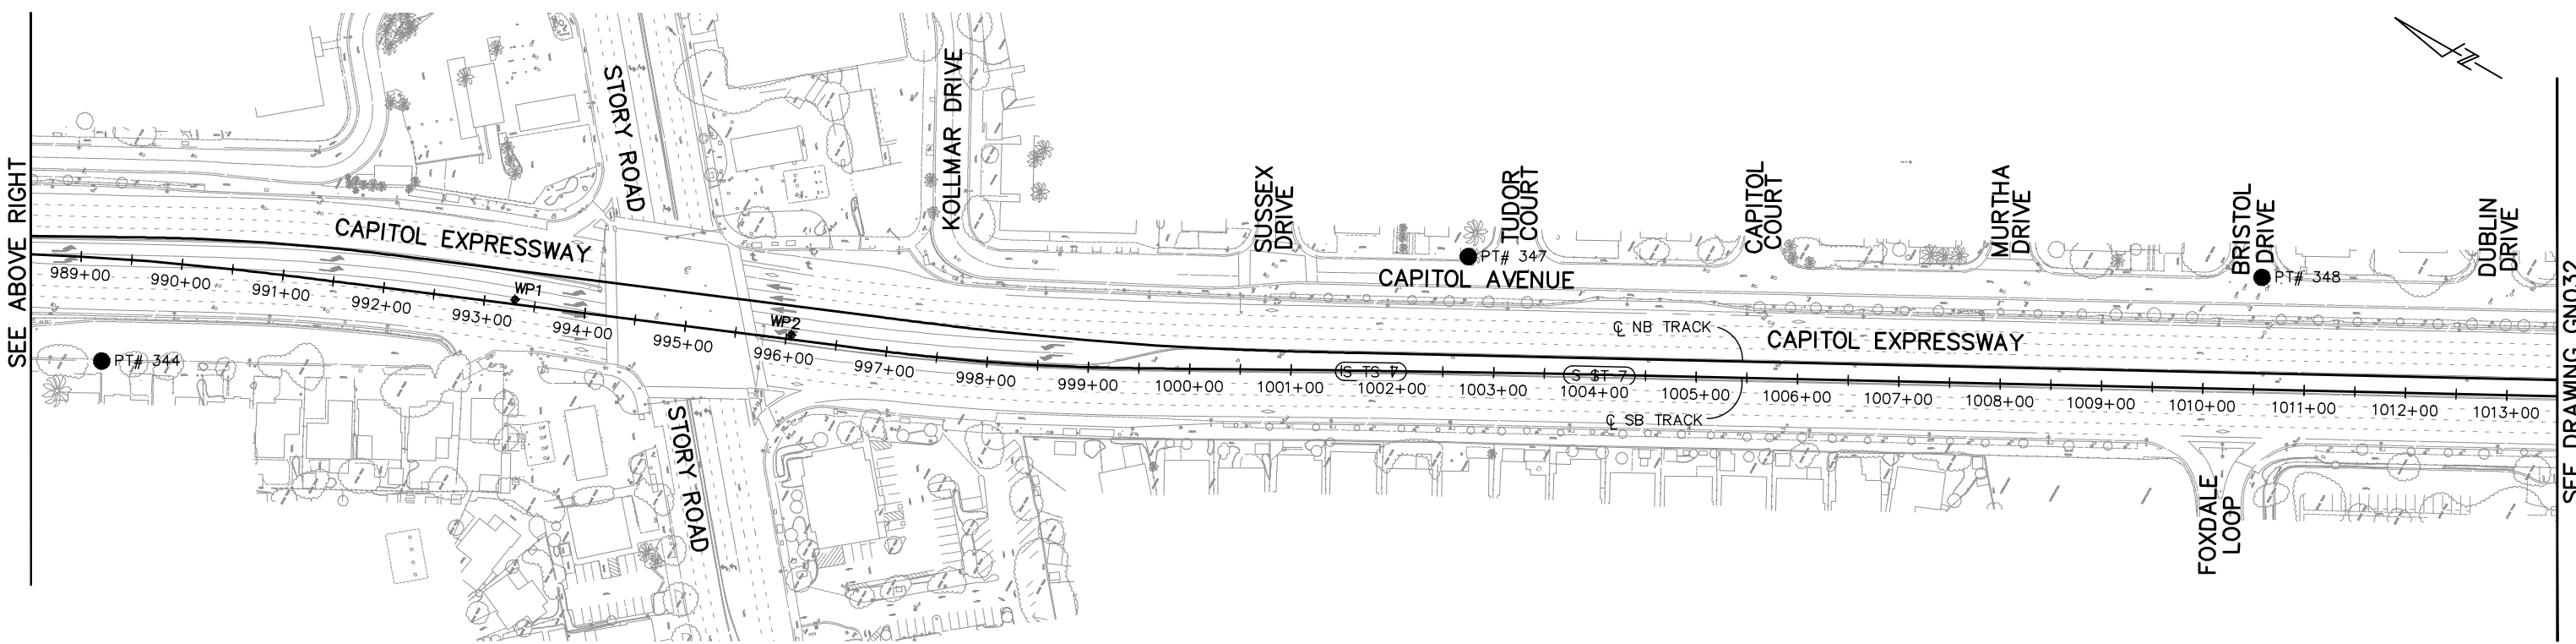 SEE ABOVE RIGHT
STORY ROAD
KOLLMAR DRIVE
SUSSEX
DRIVE
TUDOR
COURT
CAPITOL
COURT
MURTHA
DRIVE
BRISTOL
DRIVE
DUBLIN
DRIVE
CAPITOL EXPRESSWAY
PT# 347
CAPITOL AVENUE
PT# 348
989+00
990+00
991+00
992+00
993+00
994+00
995+00
996+00
997+00
998+00
999+00
1000+00
1001+00
1002+00
1003+00
1004+00
1005+00
1006+00
1007+00
1008+00
1009+00
1010+00
1011+00
1012+00
1013+00
WP1
WP2
℄ NB TRACK
CAPITOL EXPRESSWAY
℄ SB TRACK
PT# 344
STORY ROAD
FOXDALE
LOOP
SEE DRAWING GN032